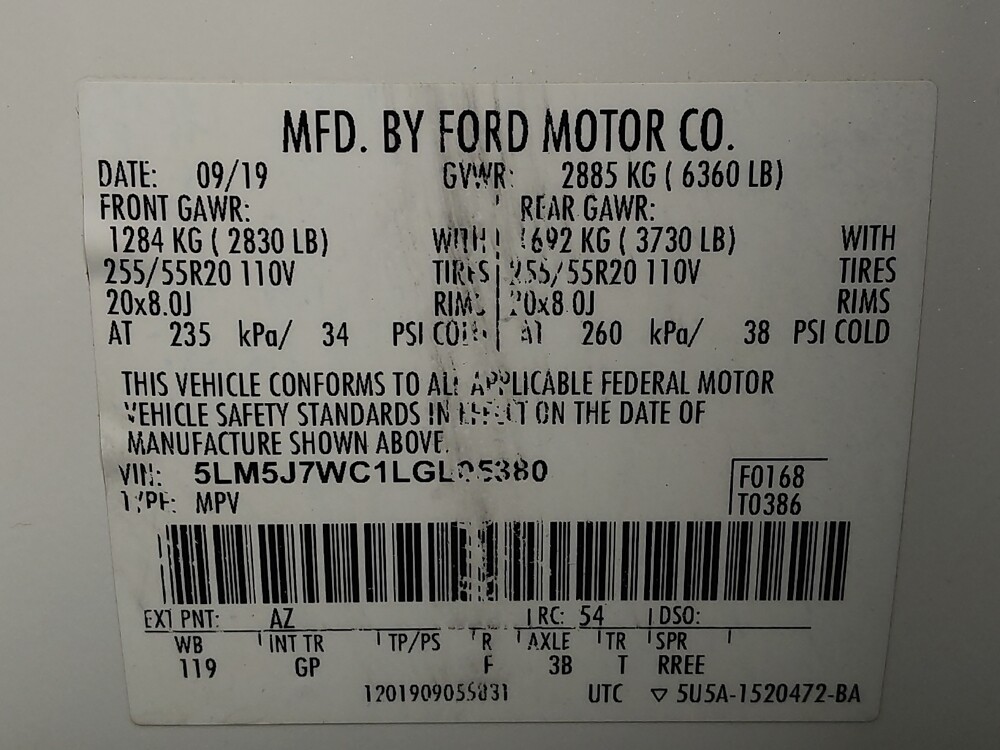 MFD. BY FORD MOTOR CO.
DATE: 09/19 GVWR: 2885 KG ( 6360 LB)
FRONT GAWR: REAR GAWR:
1284 KG ( 2830 LB) WITH 1692 KG ( 3730 LB) WITH
255/55R20 110V TIRES 255/55R20 110V TIRES
20x8.0J RIMS 20x8.0J RIMS
AT 235 kPa/ 34 PSI COLD AT 260 kPa/ 38 PSI COLD
THIS VEHICLE CONFORMS TO ALL APPLICABLE FEDERAL MOTOR
VEHICLE SAFETY STANDARDS IN EFFECT ON THE DATE OF
MANUFACTURE SHOWN ABOVE.
VIN: F0168
TYPE: MPV T0386
EXT PNT: AZ RC: 54 DSO:
WB INT TR TP/PS R AXLE TR SPR
119 GP F 3B T RREE
UTC ▽ 5U5A-1520472-BA